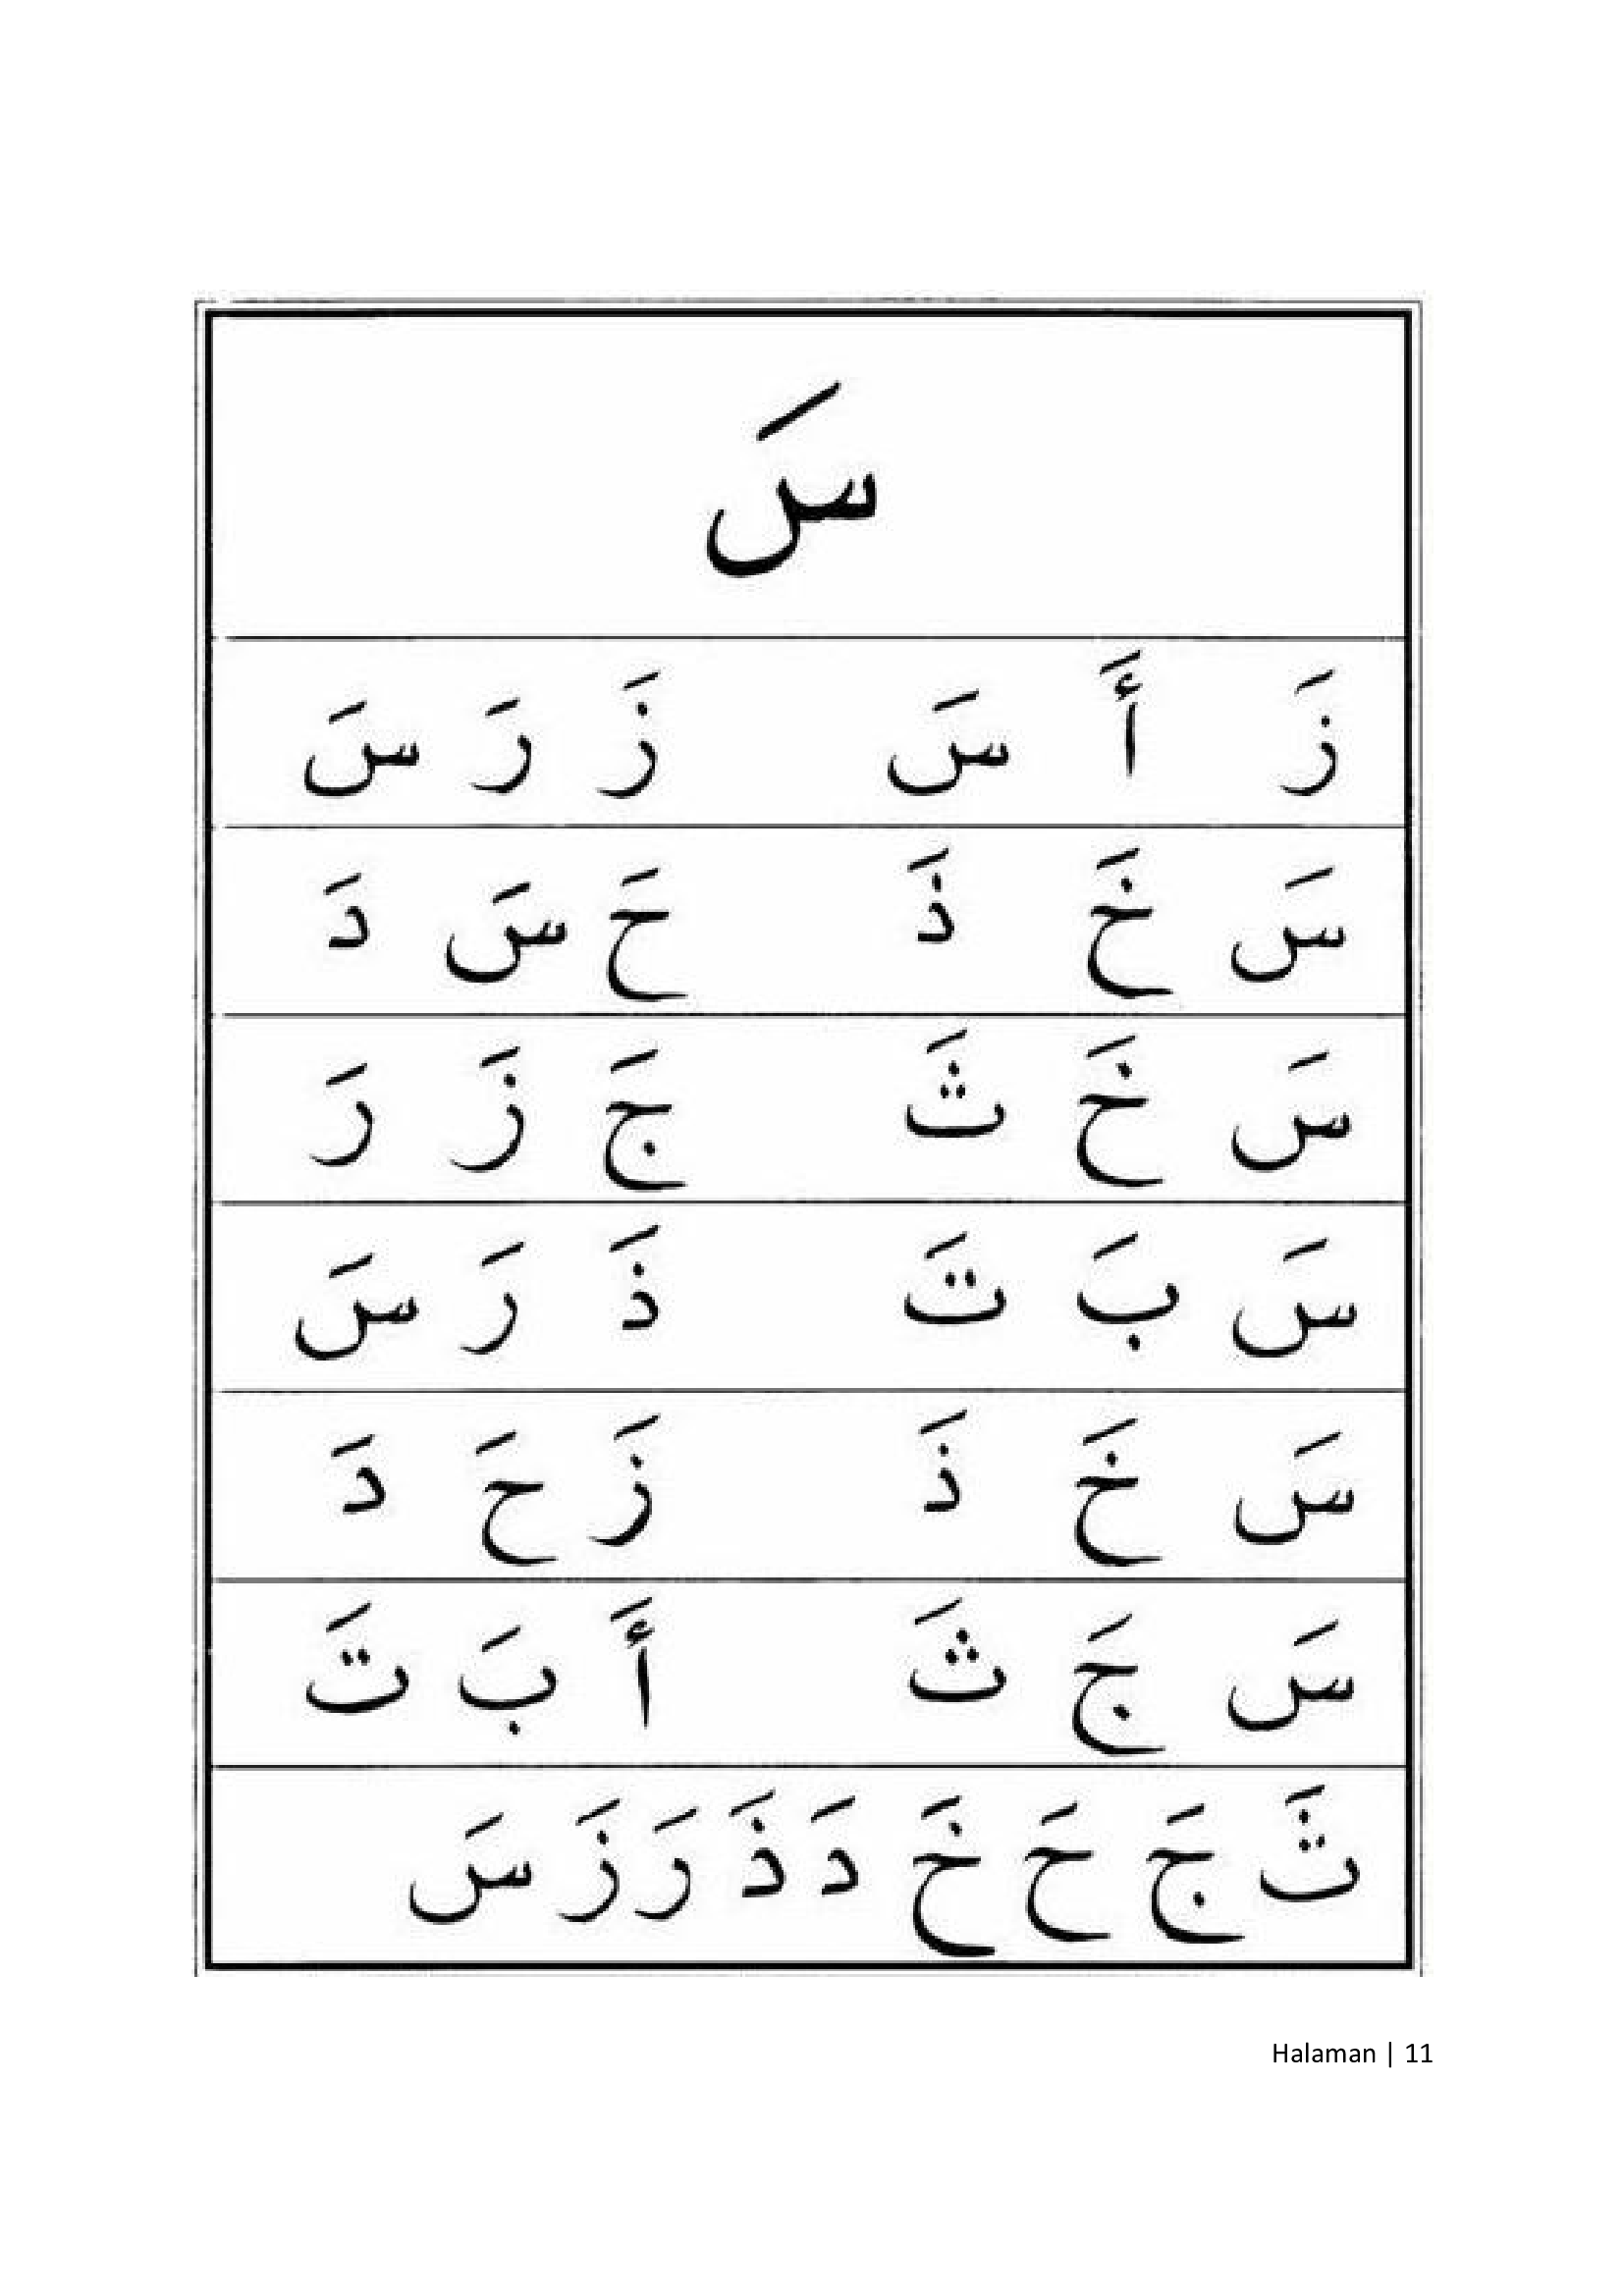 سَ
زَ أَ سَ زَ رَ سَ
سَ خَ ذَ حَ سَ دَ
سَ خَ ثَ جَ زَ رَ
سَ بَ تَ ذَ رَ سَ
سَ خَ ذَ زَ حَ دَ
سَ جَ ثَ أَ بَ تَ
ثَ جَ حَ خَ دَ ذَ رَ زَ سَ
Halaman | 11